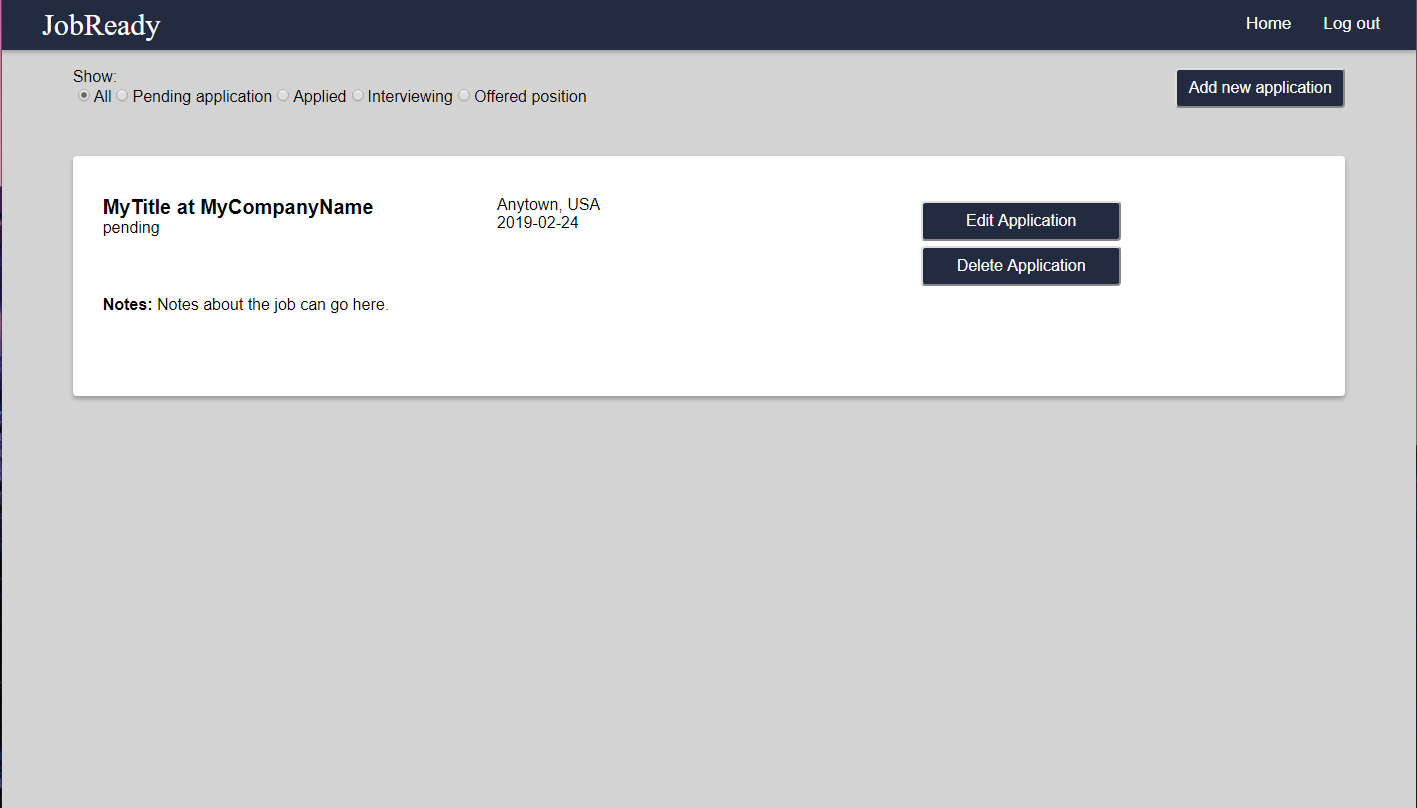 JobReady
Home
Log out
Show:
All Pending application Applied Interviewing Offered position
Add new application
MyTitle at MyCompanyName
pending
Anytown, USA
2019-02-24
Edit Application
Delete Application
Notes: Notes about the job can go here.